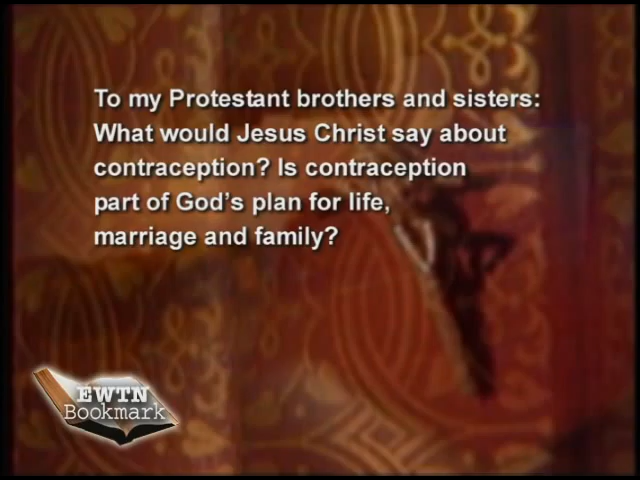 To my Protestant brothers and sisters:
What would Jesus Christ say about
contraception? Is contraception
part of God's plan for life,
marriage and family?
EWTN
Bookmark